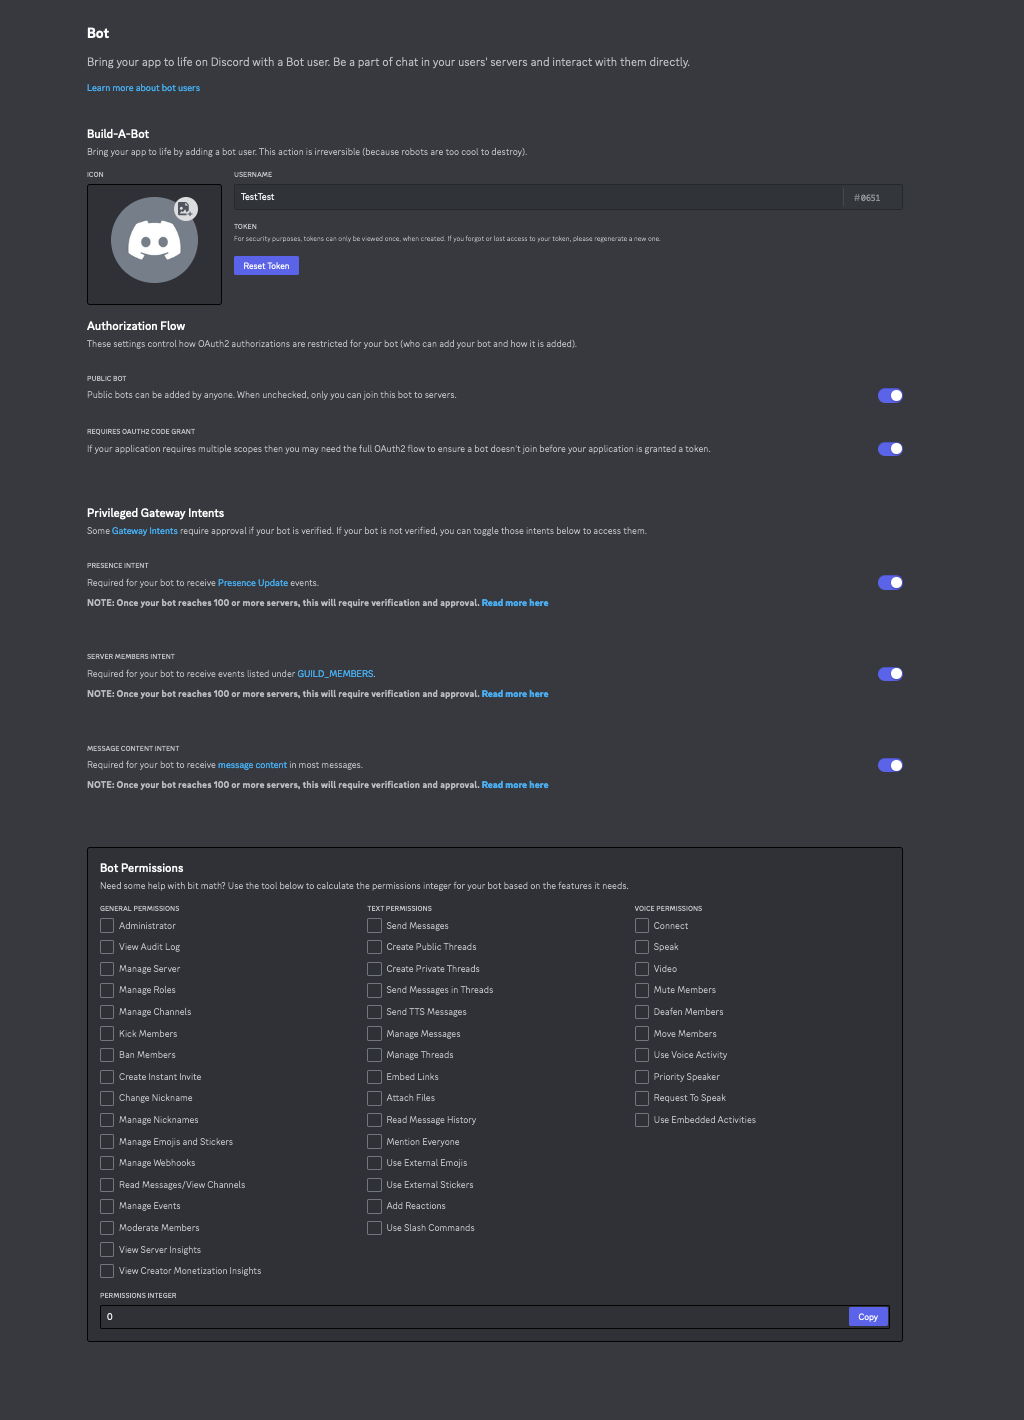 Bot
Bring your app to life on Discord with a Bot user. Be a part of chat in your users' servers and interact with them directly.
Learn more about bot users
Build-A-Bot
Bring your app to life by adding a bot user. This action is irreversible (because robots are too cool to destroy).
ICON
USERNAME
TestTest
#0651
TOKEN
For security purposes, tokens can only be viewed once, when created. If you forgot or lost access to your token, please regenerate a new one.
Reset Token
Authorization Flow
These settings control how OAuth2 authorizations are restricted for your bot (who can add your bot and how it is added).
PUBLIC BOT
Public bots can be added by anyone. When unchecked, only you can join this bot to servers.
REQUIRES OAUTH2 CODE GRANT
If your application requires multiple scopes then you may need the full OAuth2 flow to ensure a bot doesn't join before your application is granted a token.
Privileged Gateway Intents
Some Gateway Intents require approval if your bot is verified. If your bot is not verified, you can toggle those intents below to access them.
PRESENCE INTENT
Required for your bot to receive Presence Update events.
NOTE: Once your bot reaches 100 or more servers, this will require verification and approval. Read more here
SERVER MEMBERS INTENT
Required for your bot to receive events listed under GUILD_MEMBERS.
NOTE: Once your bot reaches 100 or more servers, this will require verification and approval. Read more here
MESSAGE CONTENT INTENT
Required for your bot to receive message content in most messages.
NOTE: Once your bot reaches 100 or more servers, this will require verification and approval. Read more here
Bot Permissions
Need some help with bit math? Use the tool below to calculate the permissions integer for your bot based on the features it needs.
GENERAL PERMISSIONS
Administrator
View Audit Log
Manage Server
Manage Roles
Manage Channels
Kick Members
Ban Members
Create Instant Invite
Change Nickname
Manage Nicknames
Manage Emojis and Stickers
Manage Webhooks
Read Messages/View Channels
Manage Events
Moderate Members
View Server Insights
View Creator Monetization Insights
TEXT PERMISSIONS
Send Messages
Create Public Threads
Create Private Threads
Send Messages in Threads
Send TTS Messages
Manage Messages
Manage Threads
Embed Links
Attach Files
Read Message History
Mention Everyone
Use External Emojis
Use External Stickers
Add Reactions
Use Slash Commands
VOICE PERMISSIONS
Connect
Speak
Video
Mute Members
Deafen Members
Move Members
Use Voice Activity
Priority Speaker
Request To Speak
Use Embedded Activities
PERMISSIONS INTEGER
0
Copy